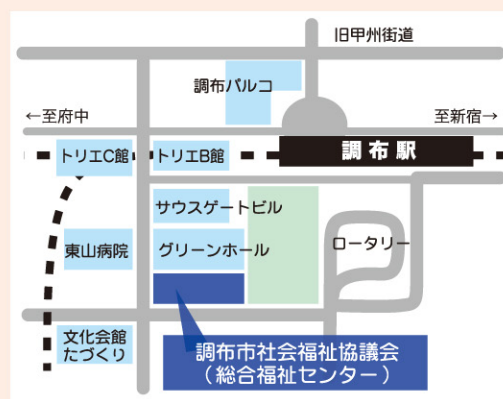 旧甲州街道
調布パルコ
←至府中
至新宿→
トリエC館
トリエB館
調布駅
サウスゲートビル
東山病院
グリーンホール
ロータリー
文化会館
たづくり
調布市社会福祉協議会
（総合福祉センター）